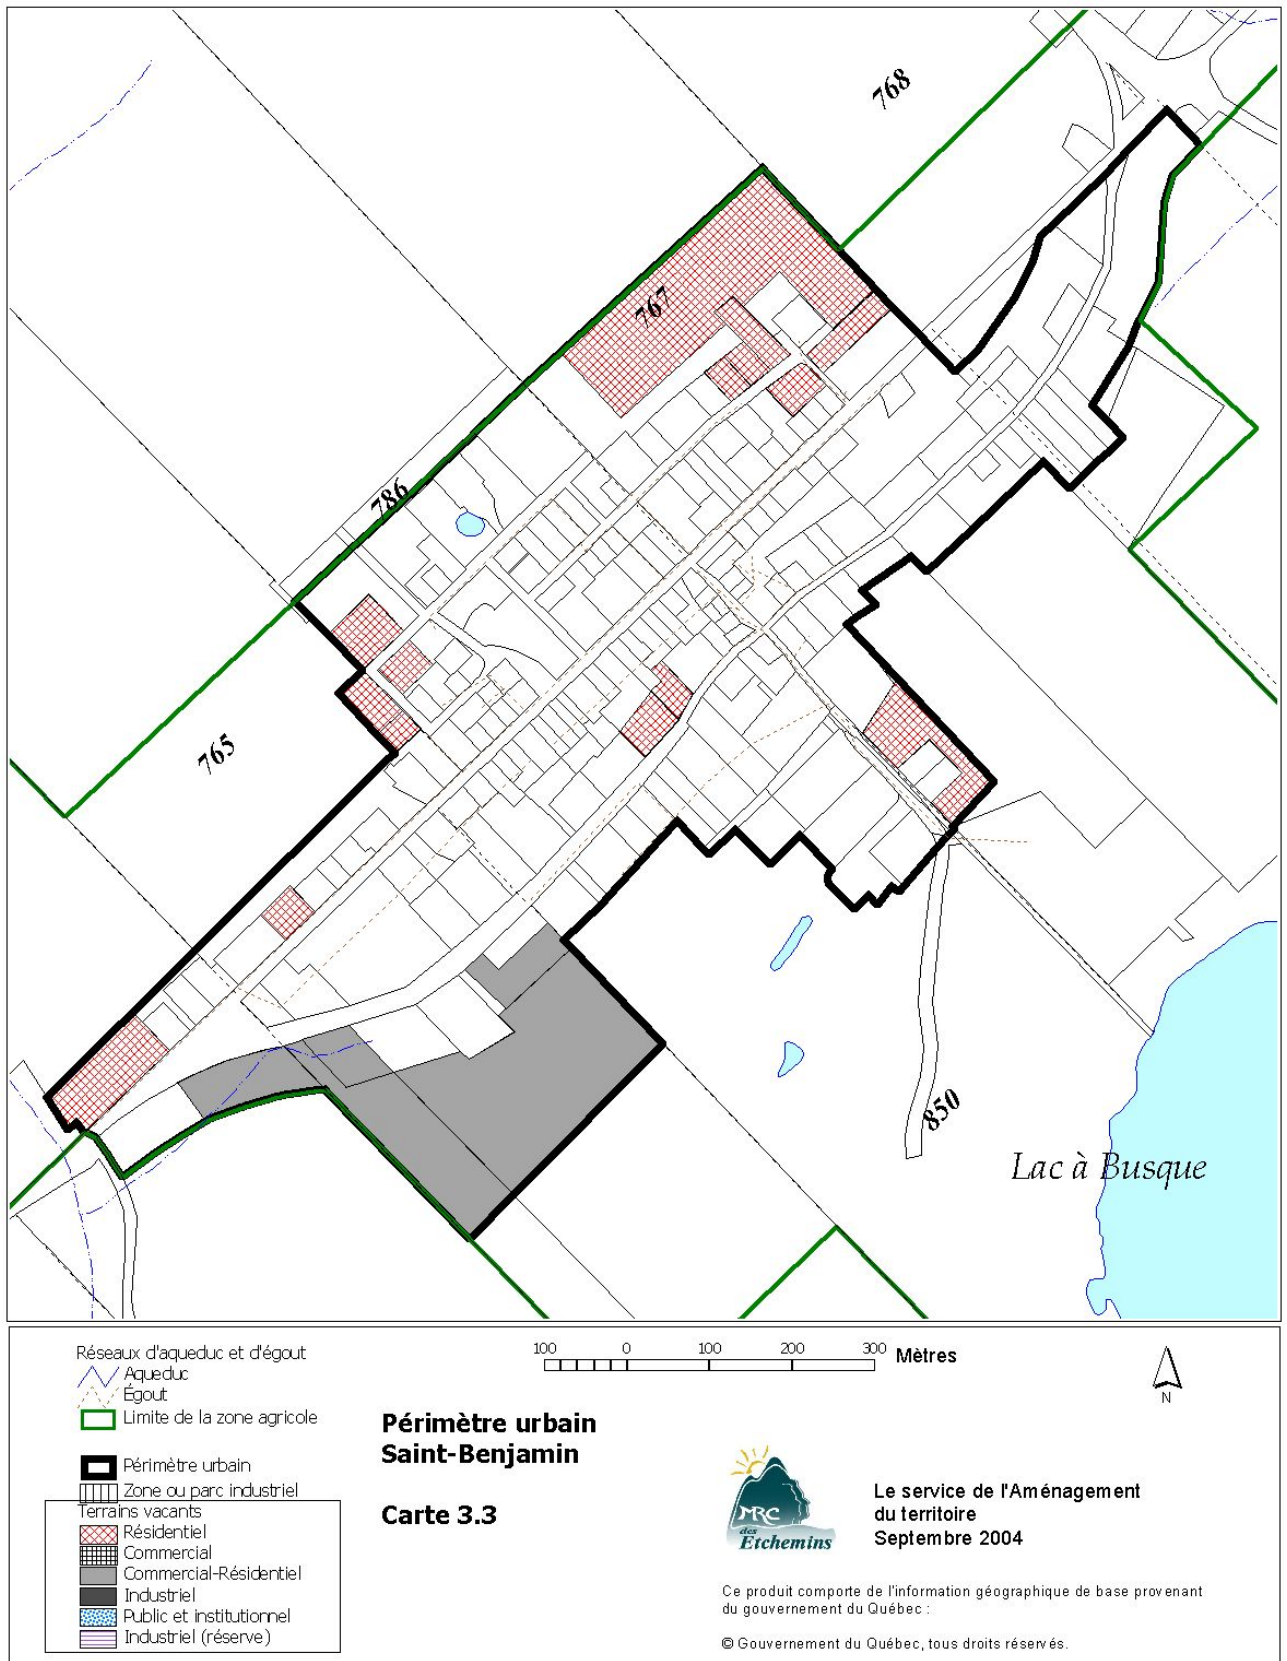 768
767
786
765
850
Lac à Busque
Réseaux d'aqueduc et d'égout
Aqueduc
Égout
Limite de la zone agricole
Périmètre urbain
Zone ou parc industriel
Terrains vacants
Résidentiel
Commercial
Commercial-Résidentiel
Industriel
Public et institutionnel
Industriel (réserve)
100 0 100 200 300 Mètres
Périmètre urbain
Saint-Benjamin
Carte 3.3
N
MRC
des
Etchemins
Le service de l'Aménagement
du territoire
Septembre 2004
Ce produit comporte de l'information géographique de base provenant
du gouvernement du Québec :
© Gouvernement du Québec, tous droits réservés.